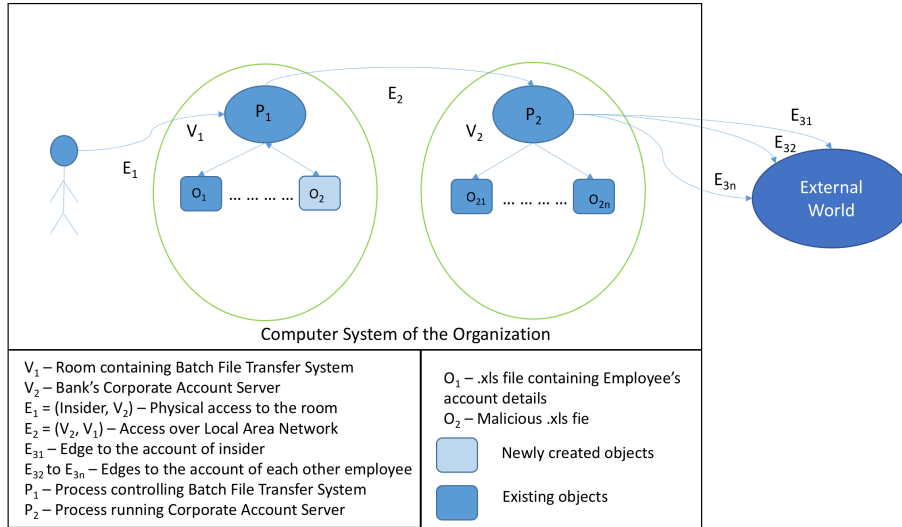 E₂
E₃₁
P₁
P₂
V₁
V₂
E₃₂
E₁
E₃ₙ
O₁
... ... ... ...
O₂
O₂₁
... ... ... ...
O₂ₙ
External
World
Computer System of the Organization
V₁ – Room containing Batch File Transfer System
V₂ – Bank's Corporate Account Server
E₁ = (Insider, V₂) – Physical access to the room
E₂ = (V₂, V₁) – Access over Local Area Network
E₃₁ – Edge to the account of insider
E₃₂ to E₃ₙ – Edges to the account of each other employee
P₁ – Process controlling Batch File Transfer System
P₂ – Process running Corporate Account Server
O₁ – .xls file containing Employee's
account details
O₂ – Malicious .xls fie
Newly created objects
Existing objects